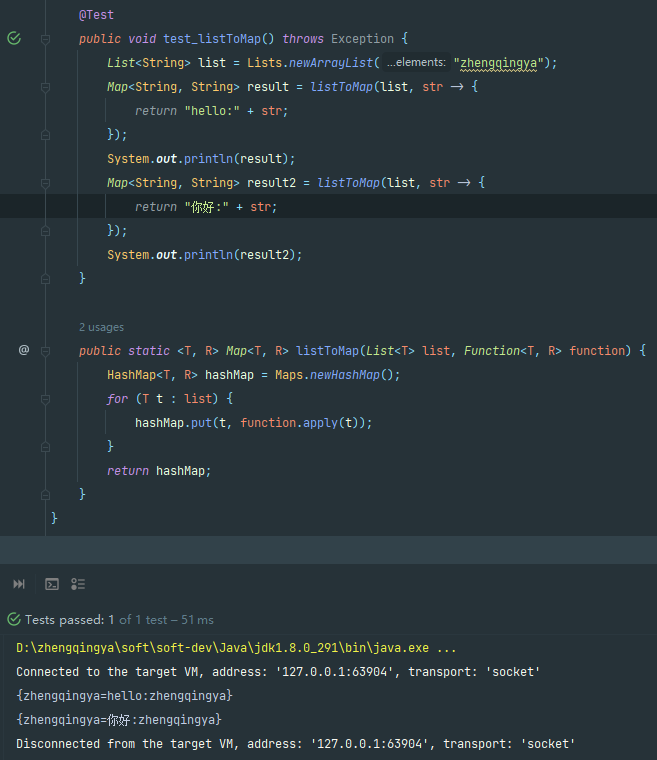 @Test
public void test_listToMap() throws Exception {
List<String> list = Lists.newArrayList( ...elements: "zhengqingya");
Map<String, String> result = listToMap(list, str → {
return "hello:" + str;
});
System.out.println(result);
Map<String, String> result2 = listToMap(list, str → {
return "你好:" + str;
});
System.out.println(result2);
}
2 usages
@ public static <T, R> Map<T, R> listToMap(List<T> list, Function<T, R> function) {
HashMap<T, R> hashMap = Maps.newHashMap();
for (T t : list) {
hashMap.put(t, function.apply(t));
}
return hashMap;
}
}
Tests passed: 1 of 1 test – 51 ms
D:\zhengqingya\soft\soft-dev\Java\jdk1.8.0_291\bin\java.exe ...
Connected to the target VM, address: '127.0.0.1:63904', transport: 'socket'
{zhengqingya=hello:zhengqingya}
{zhengqingya=你好:zhengqingya}
Disconnected from the target VM, address: '127.0.0.1:63904', transport: 'socket'